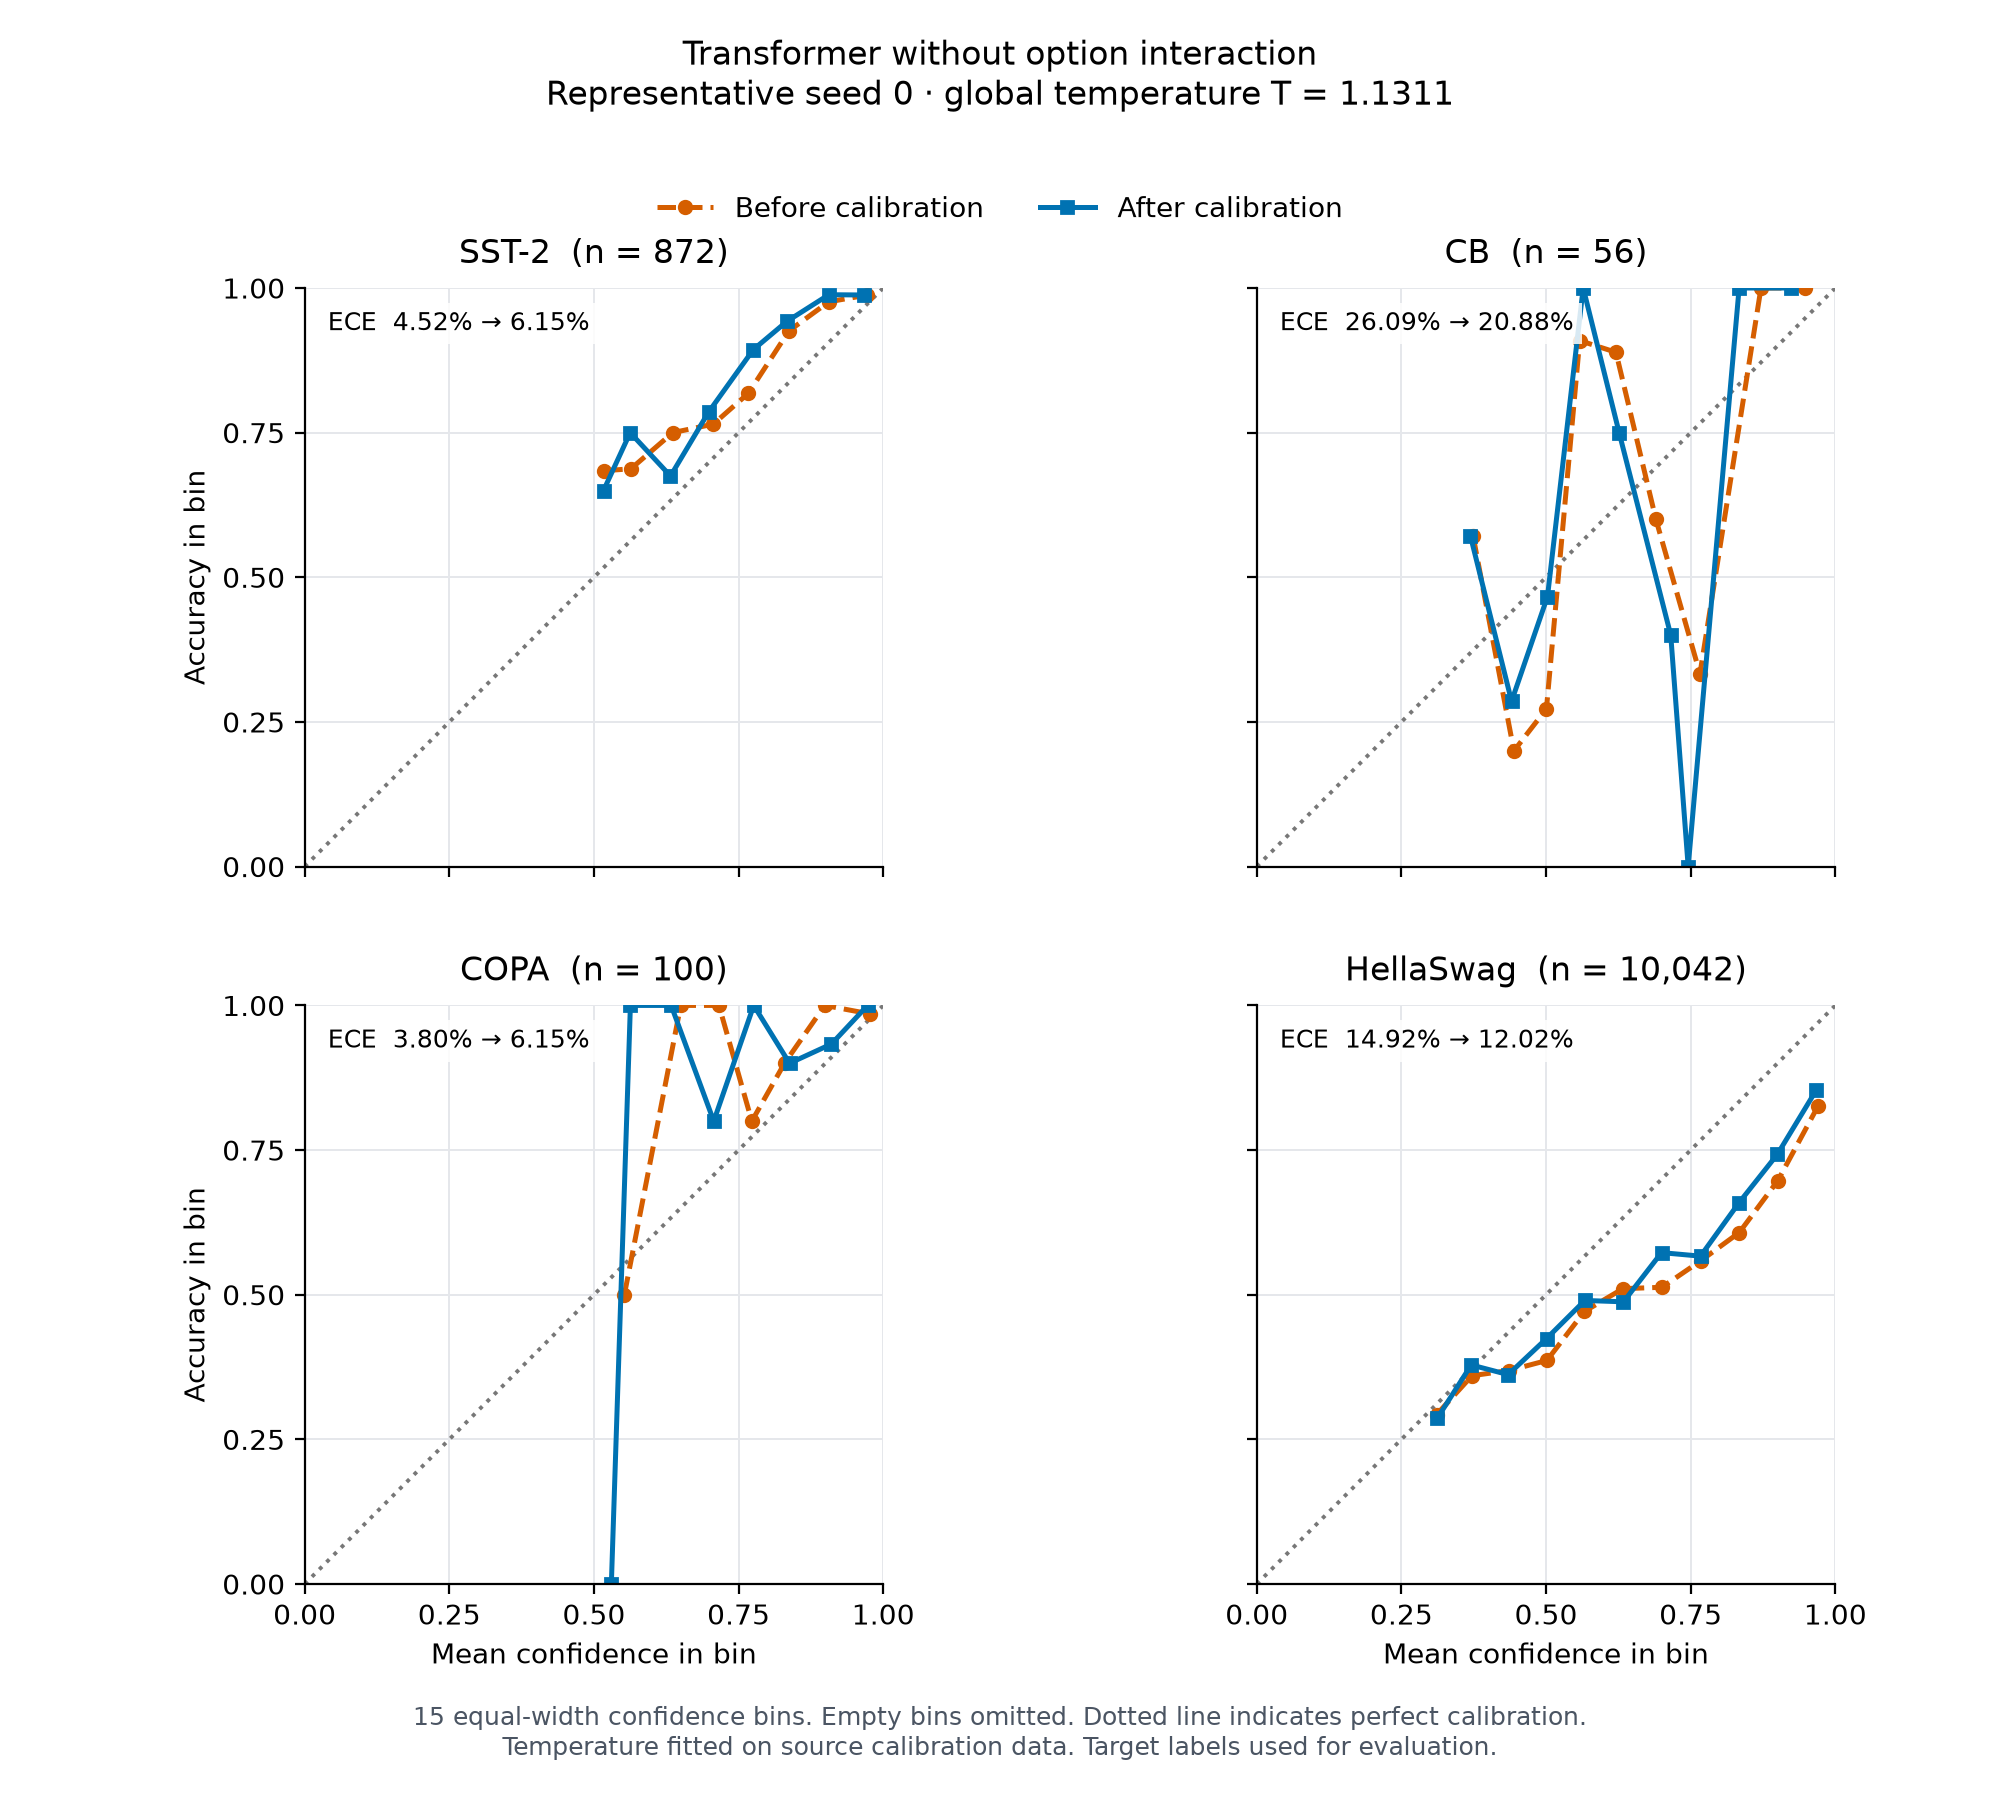 Transformer without option interaction
Representative seed 0 · global temperature T = 1.1311
Before calibration
After calibration
SST-2 (n = 872)
ECE 4.52% → 6.15%
1.00
0.75
0.50
0.25
0.00
Accuracy in bin
CB (n = 56)
ECE 26.09% → 20.88%
COPA (n = 100)
ECE 3.80% → 6.15%
1.00
0.75
0.50
0.25
0.00
Accuracy in bin
0.00 0.25 0.50 0.75 1.00
Mean confidence in bin
HellaSwag (n = 10,042)
ECE 14.92% → 12.02%
0.00 0.25 0.50 0.75 1.00
Mean confidence in bin
15 equal-width confidence bins. Empty bins omitted. Dotted line indicates perfect calibration.
Temperature fitted on source calibration data. Target labels used for evaluation.